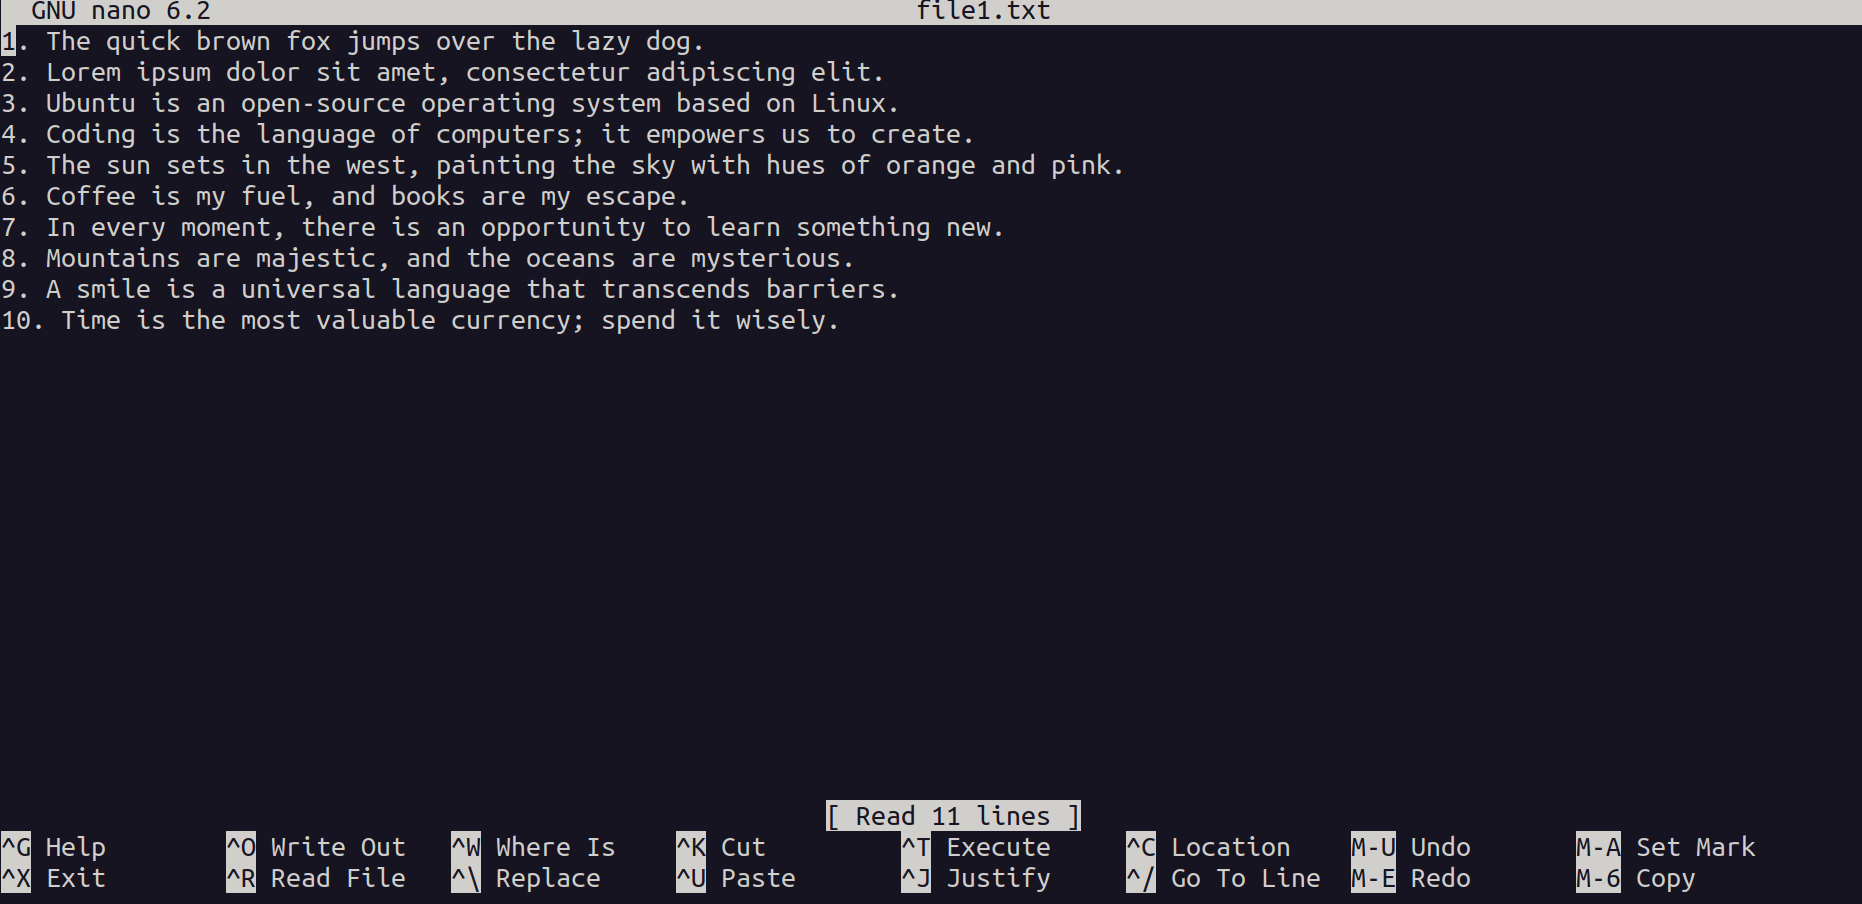 GNU nano 6.2 file1.txt
1. The quick brown fox jumps over the lazy dog.
2. Lorem ipsum dolor sit amet, consectetur adipiscing elit.
3. Ubuntu is an open-source operating system based on Linux.
4. Coding is the language of computers; it empowers us to create.
5. The sun sets in the west, painting the sky with hues of orange and pink.
6. Coffee is my fuel, and books are my escape.
7. In every moment, there is an opportunity to learn something new.
8. Mountains are majestic, and the oceans are mysterious.
9. A smile is a universal language that transcends barriers.
10. Time is the most valuable currency; spend it wisely.
[ Read 11 lines ]
^G Help ^O Write Out ^W Where Is ^K Cut ^T Execute ^C Location M-U Undo M-A Set Mark
^X Exit ^R Read File ^\ Replace ^U Paste ^J Justify ^/ Go To Line M-E Redo M-6 Copy